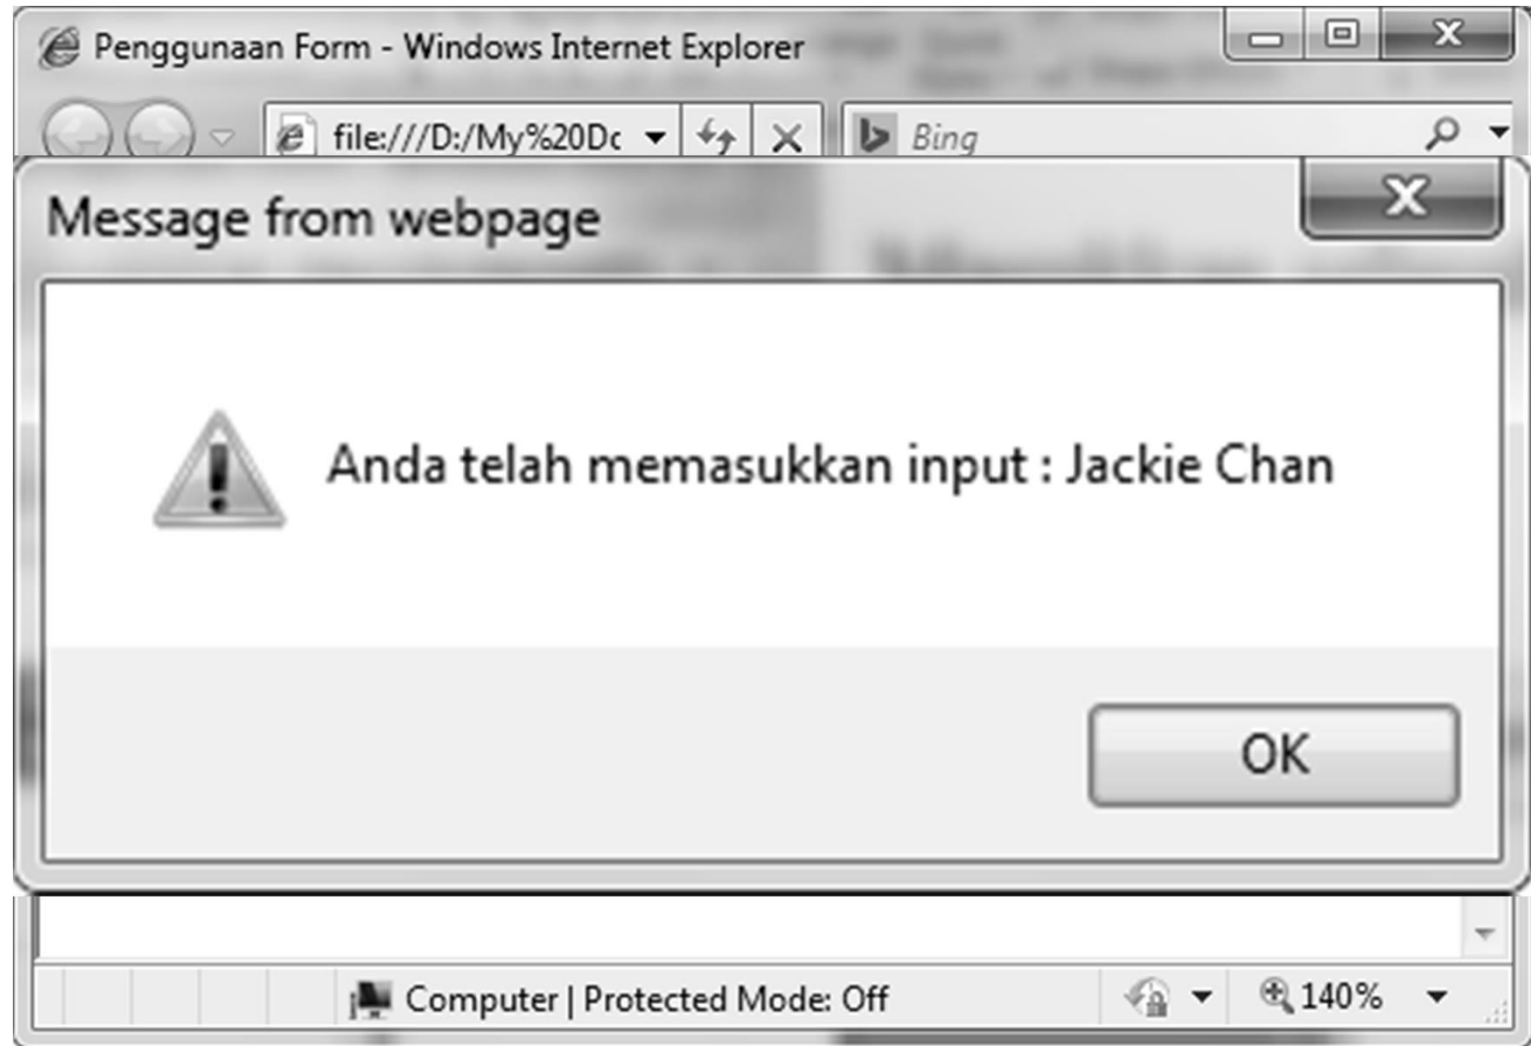 Penggunaan Form - Windows Internet Explorer
file:///D:/My%20Dc
Bing
Message from webpage
Anda telah memasukkan input : Jackie Chan
OK
Computer | Protected Mode: Off
140%